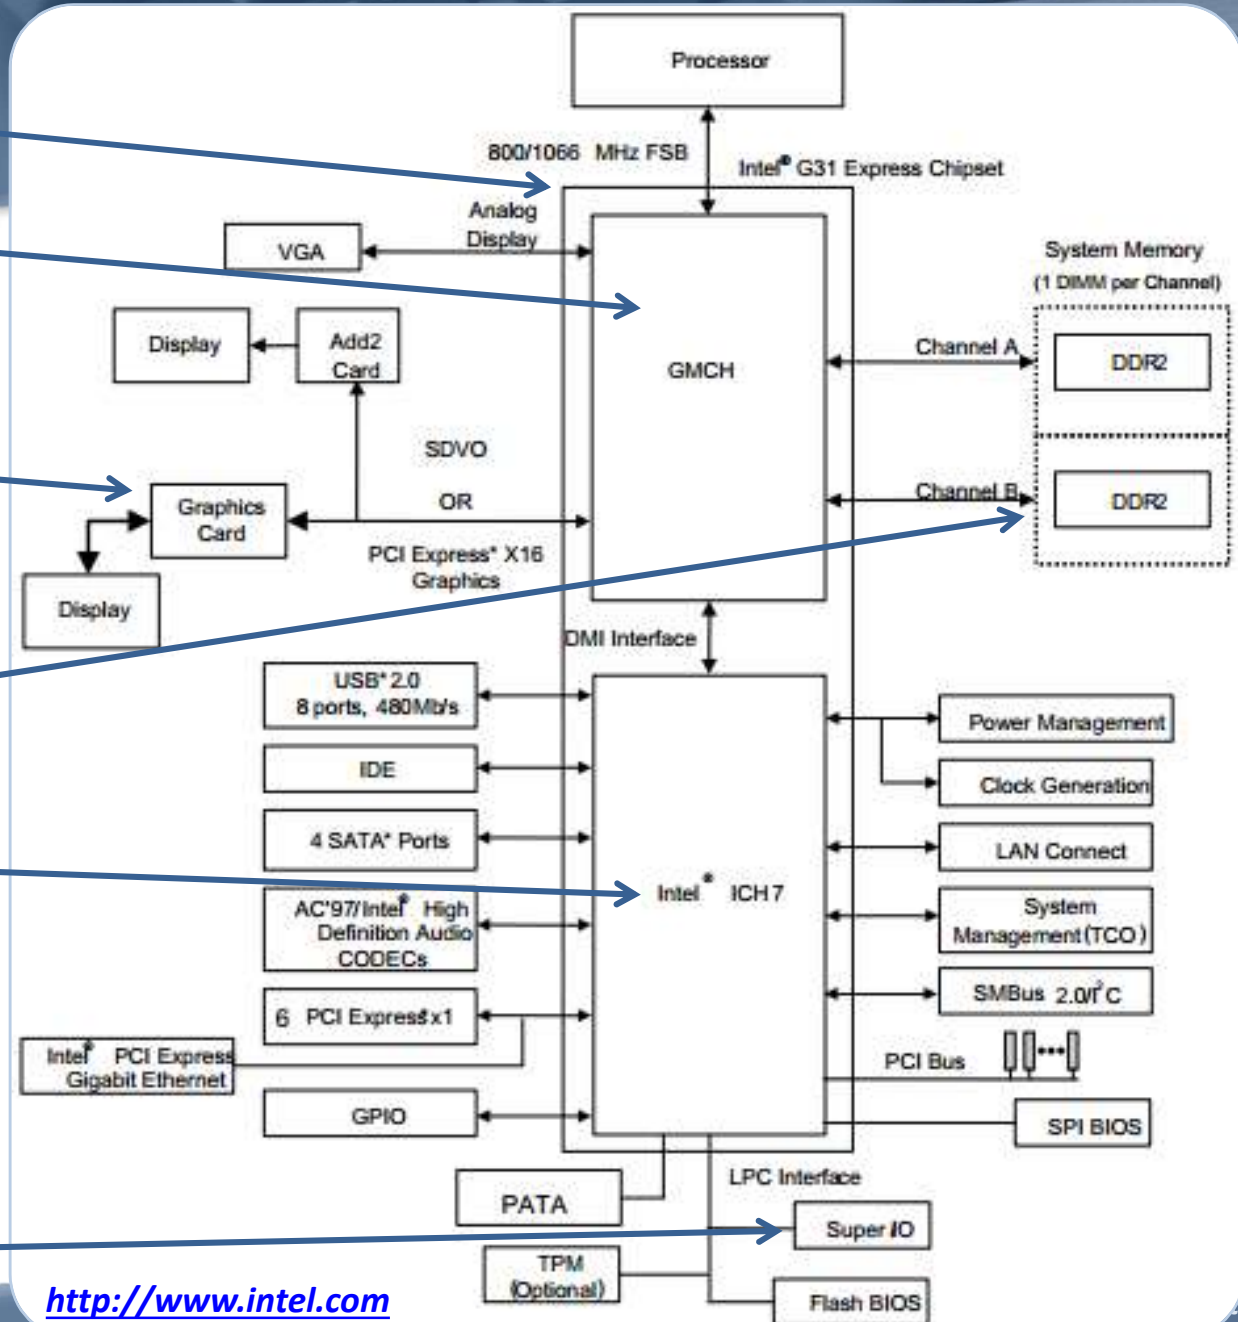 Processor
800/1066 MHz FSB
Intel® G31 Express Chipset
Analog
Display
VGA
System Memory
(1 DIMM per Channel)
Display
Add2
Card
GMCH
Channel A
DDR2
SDVO
OR
Graphics
Card
Channel B
DDR2
PCI Express* X16
Graphics
Display
DMI Interface
USB* 2.0
8 ports, 480Mb/s
Power Management
IDE
Clock Generation
4 SATA* Ports
LAN Connect
Intel® ICH7
AC'97/Intel® High
Definition Audio
CODECs
System
Management(TCO)
6 PCI Express*x1
SMBus 2.0/I²C
Intel® PCI Express
Gigabit Ethernet
PCI Bus
GPIO
SPI BIOS
LPC Interface
PATA
Super I/O
TPM
(Optional)
Flash BIOS
http://www.intel.com